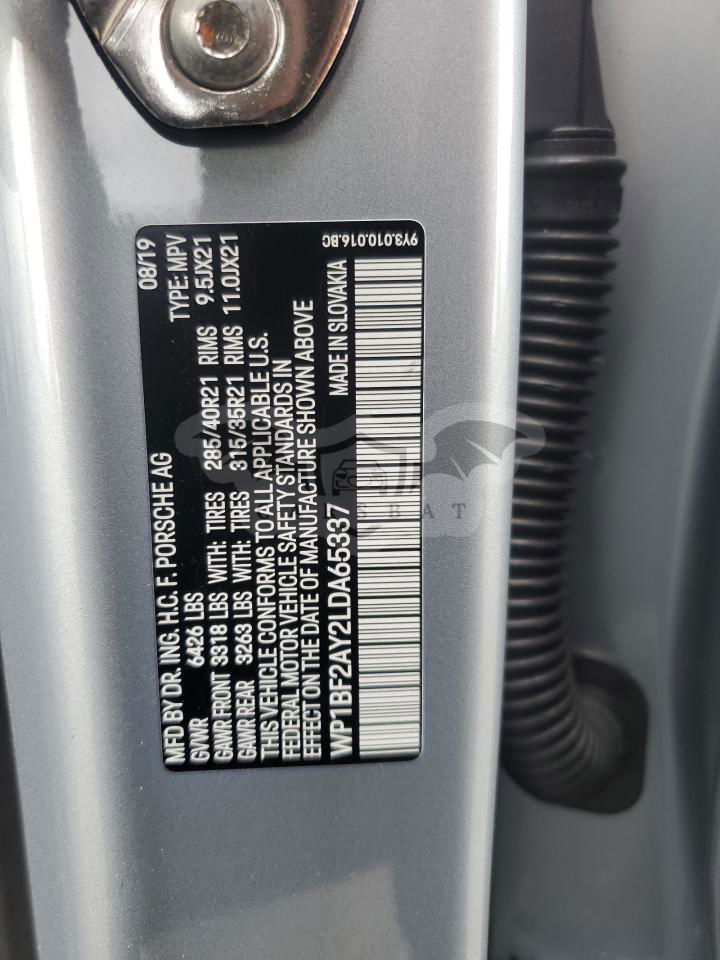 MFD BY DR. ING. H.C. F. PORSCHE AG 08/19
GVWR 6426 LBS TYPE: MPV
GAWR FRONT 3318 LBS WITH: TIRES 285/40R21 RIMS 9.5JX21
GAWR REAR 3263 LBS WITH: TIRES 315/35R21 RIMS 11.0JX21
THIS VEHICLE CONFORMS TO ALL APPLICABLE U.S.
FEDERAL MOTOR VEHICLE SAFETY STANDARDS IN
EFFECT ON THE DATE OF MANUFACTURE SHOWN ABOVE
WP1BF2AY2LDA65337 MADE IN SLOVAKIA
9Y3.010.016.BC